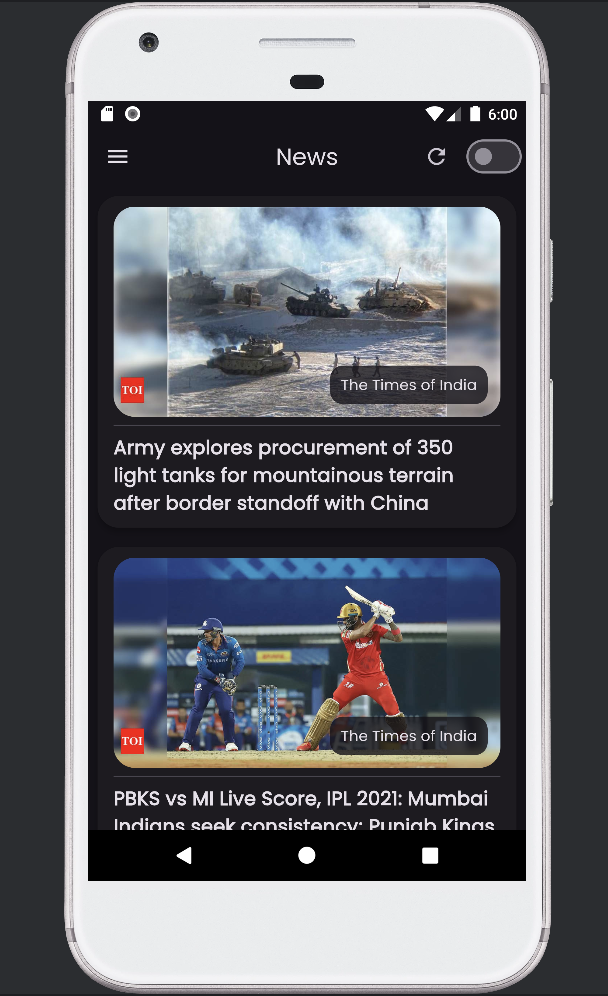 6:00
News
TOI
The Times of India
Army explores procurement of 350
light tanks for mountainous terrain
after border standoff with China
TOI
The Times of India
PBKS vs MI Live Score, IPL 2021: Mumbai
Indians seek consistency; Punjab Kings